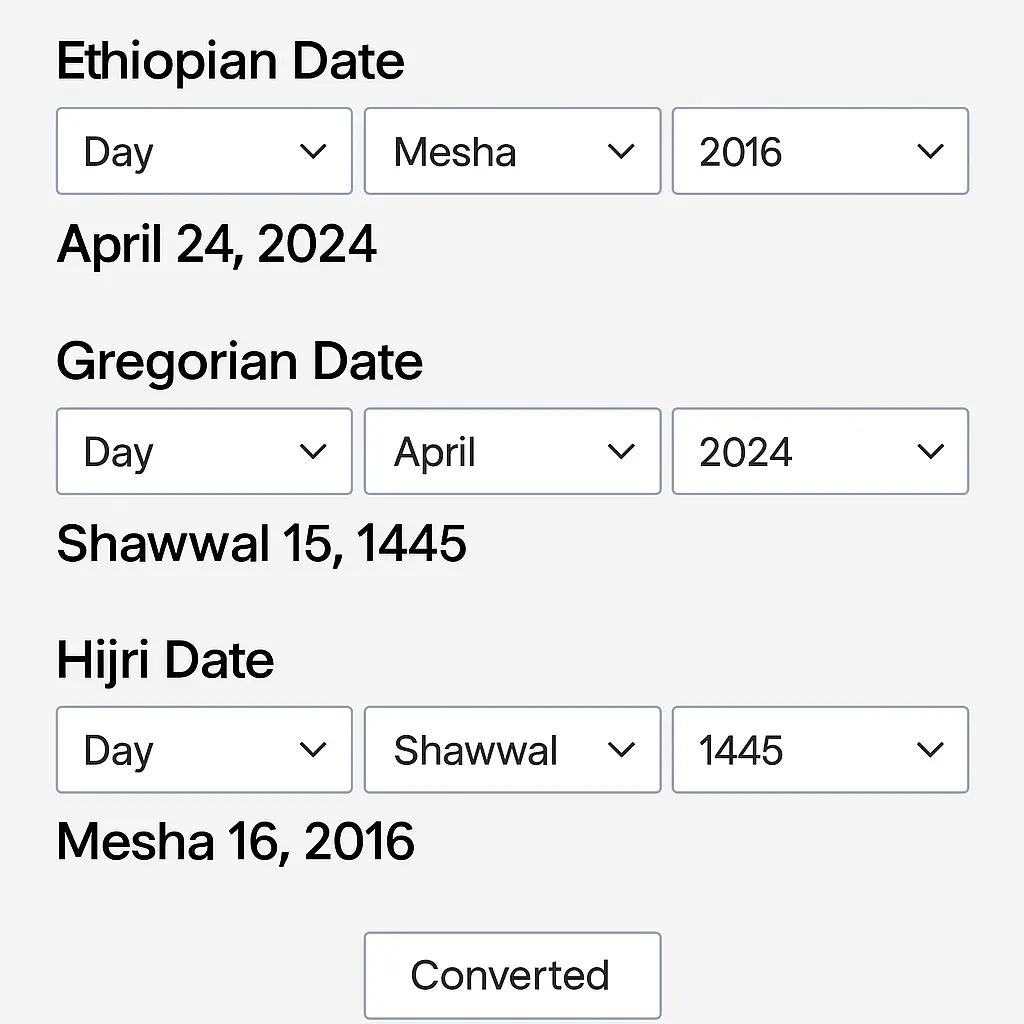 Ethiopian Date
Day Mesha 2016
April 24, 2024
Gregorian Date
Day April 2024
Shawwal 15, 1445
Hijri Date
Day Shawwal 1445
Mesha 16, 2016
Converted